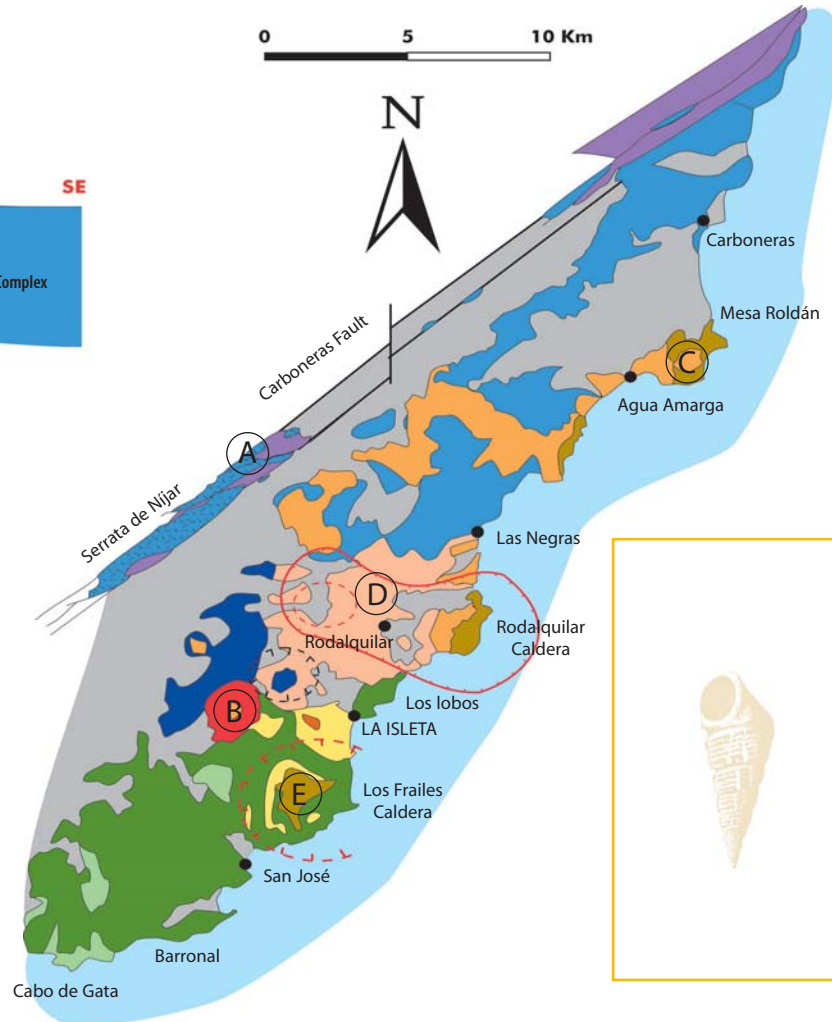 0 5 10 Km
N
SE
Complex
Carboneras
Mesa Roldán
Carboneras Fault
C
Agua Amarga
A
Serrata de Níjar
Las Negras
D
Rodalquilar
Rodalquilar
Caldera
Los lobos
B
LA ISLETA
E
Los Frailes
Caldera
San José
Barronal
Cabo de Gata